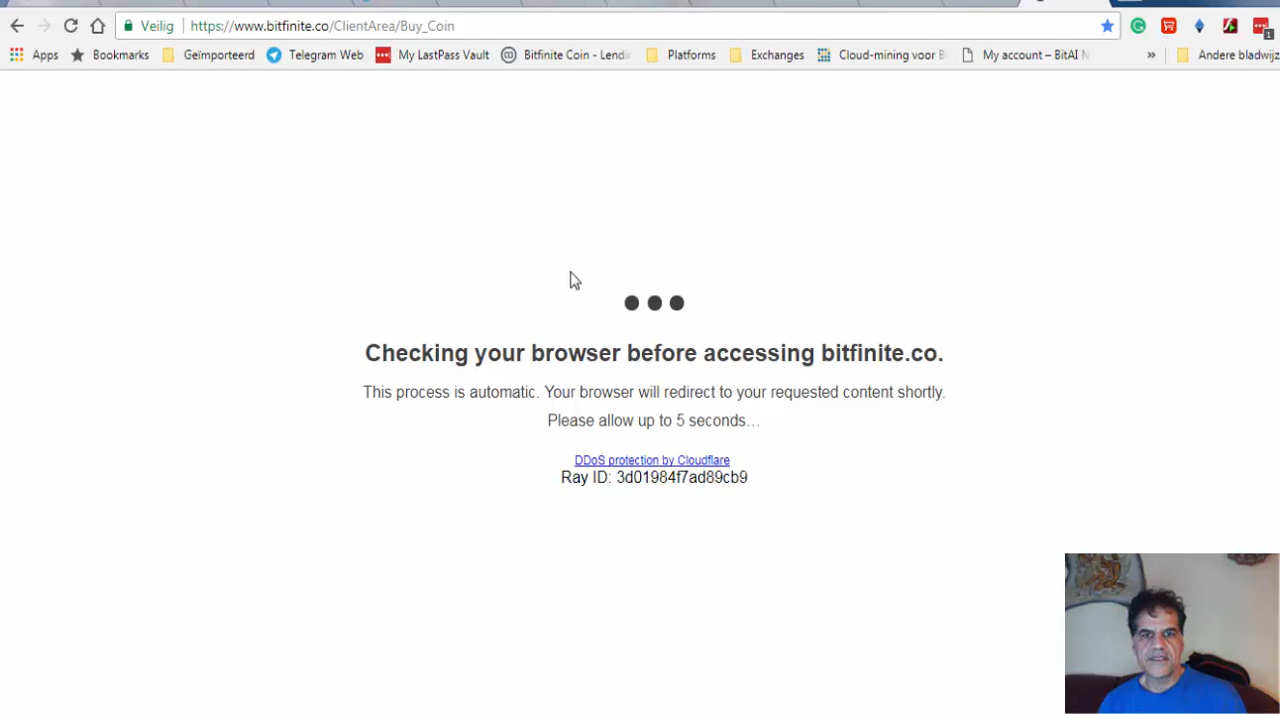 Veilig https://www.bitfinite.co/ClientArea/Buy_Coin
Apps Bookmarks Geïmporteerd Telegram Web My LastPass Vault Bitfinite Coin - Lendin Platforms Exchanges Cloud-mining voor B My account – BitAI N » Andere bladwijz
1
Checking your browser before accessing bitfinite.co.
This process is automatic. Your browser will redirect to your requested content shortly.
Please allow up to 5 seconds…
DDoS protection by Cloudflare
Ray ID: 3d01984f7ad89cb9